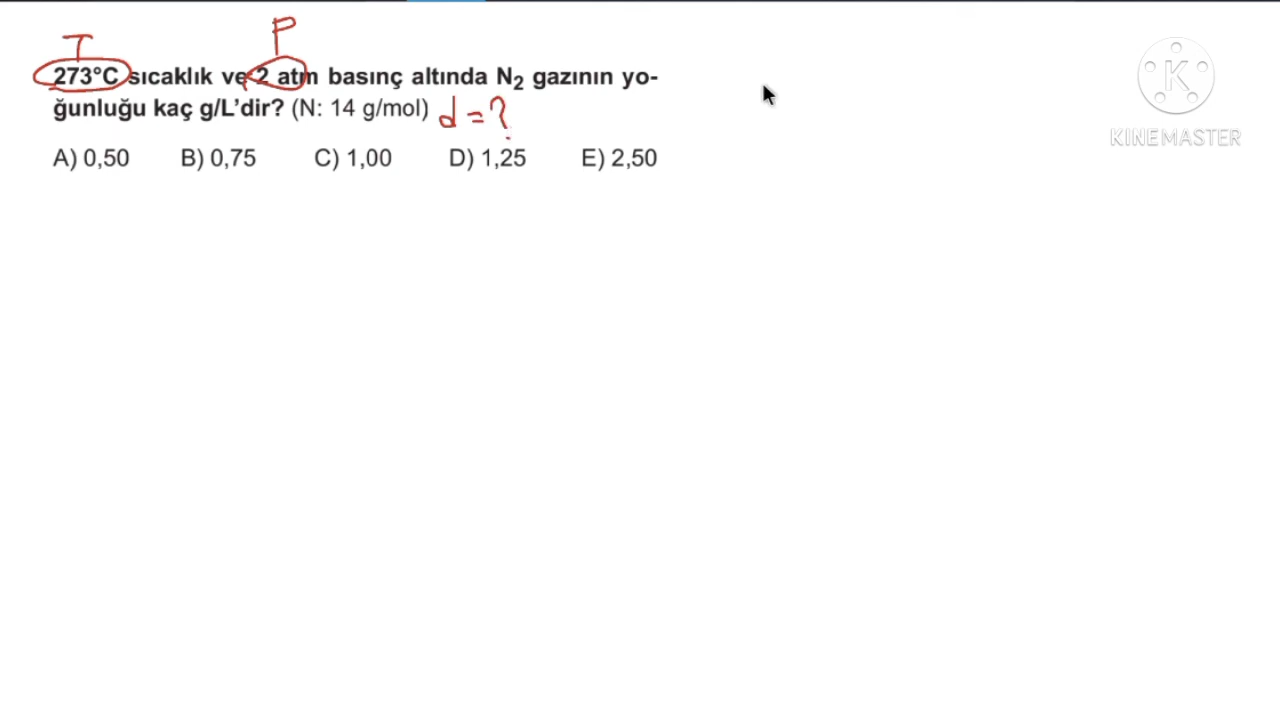 T
P
273°C sıcaklık ve 2 atm basınç altında N₂ gazının yo-
ğunluğu kaç g/L'dir? (N: 14 g/mol) d = ?
A) 0,50 B) 0,75 C) 1,00 D) 1,25 E) 2,50
K
KINEMASTER